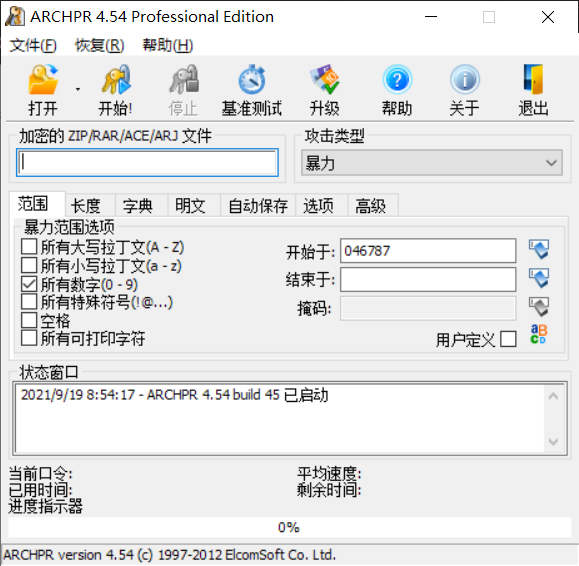 ARCHPR 4.54 Professional Edition
文件(F) 恢复(R) 帮助(H)
打开 开始! 停止 基准测试 升级 帮助 关于 退出
加密的 ZIP/RAR/ACE/ARJ 文件 攻击类型
暴力
范围 长度 字典 明文 自动保存 选项 高级
暴力范围选项
所有大写拉丁文(A - Z)
所有小写拉丁文(a - z)
所有数字(0 - 9)
所有特殊符号(!@...)
空格
所有可打印字符
开始于: 046787
结束于:
掩码:
用户定义 aBCD
状态窗口
2021/9/19 8:54:17 - ARCHPR 4.54 build 45 已启动
当前口令: 平均速度:
已用时间: 剩余时间:
进度指示器
0%
ARCHPR version 4.54 (c) 1997-2012 ElcomSoft Co. Ltd.